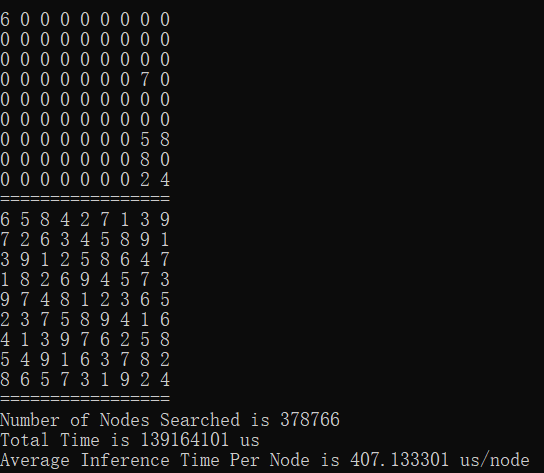 6 0 0 0 0 0 0 0 0
0 0 0 0 0 0 0 0 0
0 0 0 0 0 0 0 0 0
0 0 0 0 0 0 0 7 0
0 0 0 0 0 0 0 0 0
0 0 0 0 0 0 0 0 0
0 0 0 0 0 0 0 5 8
0 0 0 0 0 0 0 8 0
0 0 0 0 0 0 0 2 4
=================
6 5 8 4 2 7 1 3 9
7 2 6 3 4 5 8 9 1
3 9 1 2 5 8 6 4 7
1 8 2 6 9 4 5 7 3
9 7 4 8 1 2 3 6 5
2 3 7 5 8 9 4 1 6
4 1 3 9 7 6 2 5 8
5 4 9 1 6 3 7 8 2
8 6 5 7 3 1 9 2 4
=================
Number of Nodes Searched is 378766
Total Time is 139164101 us
Average Inference Time Per Node is 407.133301 us/node